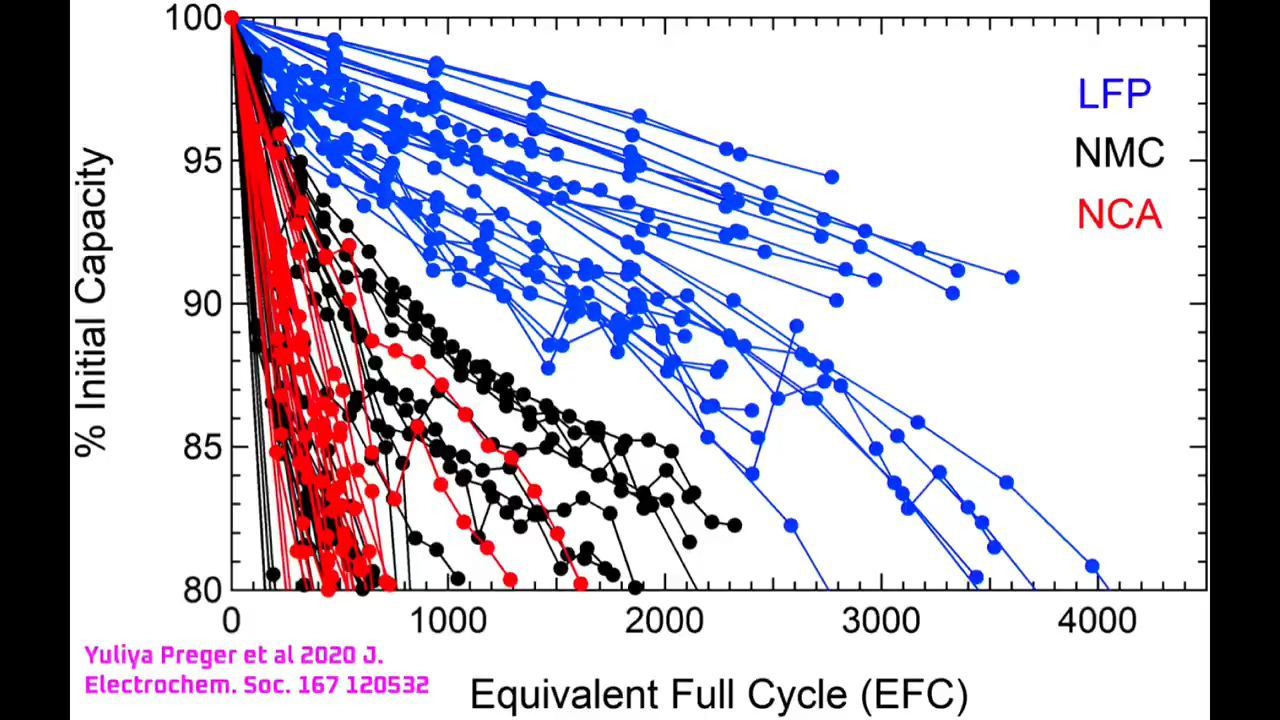 100
95
90
85
80
% Initial Capacity
LFP
NMC
NCA
0
1000
2000
3000
4000
Equivalent Full Cycle (EFC)
Yuliya Preger et al 2020 J.
Electrochem. Soc. 167 120532